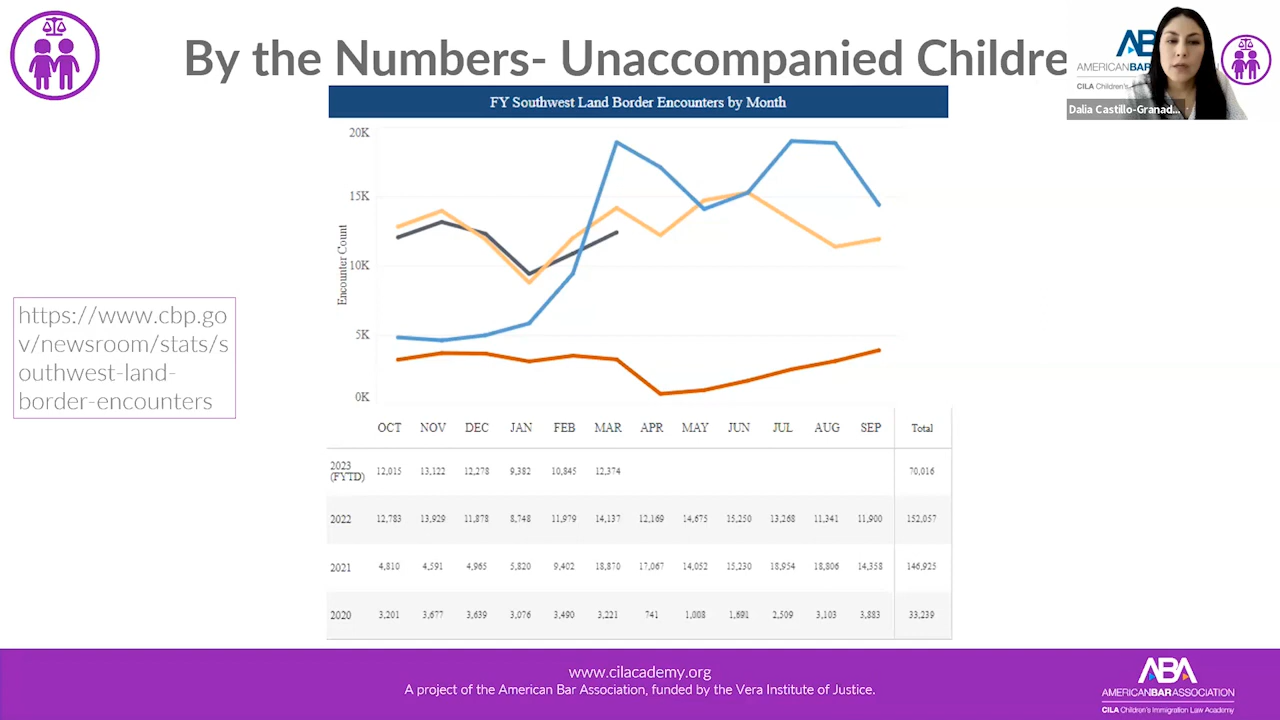 By the Numbers- Unaccompanied Childre
AB
AMERICANBAR
CILA Children's
Dalia Castillo-Granad...
FY Southwest Land Border Encounters by Month
20K
15K
10K
5K
0K
Encounter Count
https://www.cbp.go
v/newsroom/stats/s
outhwest-land-
border-encounters
OCT NOV DEC JAN FEB MAR APR MAY JUN JUL AUG SEP Total
2023
(FYTD) 12,015 13,122 12,278 9,382 10,845 12,374 70,016
2022 12,783 13,929 11,878 8,748 11,979 14,137 12,169 14,675 15,250 13,268 11,341 11,900 152,057
2021 4,810 4,591 4,965 5,820 9,402 18,870 17,067 14,052 15,230 18,954 18,806 14,358 146,925
2020 3,201 3,677 3,639 3,076 3,490 3,221 741 1,008 1,691 2,509 3,103 3,883 33,239
www.cilacademy.org
A project of the American Bar Association, funded by the Vera Institute of Justice.
ABA
AMERICANBARASSOCIATION
CILA Children's Immigration Law Academy